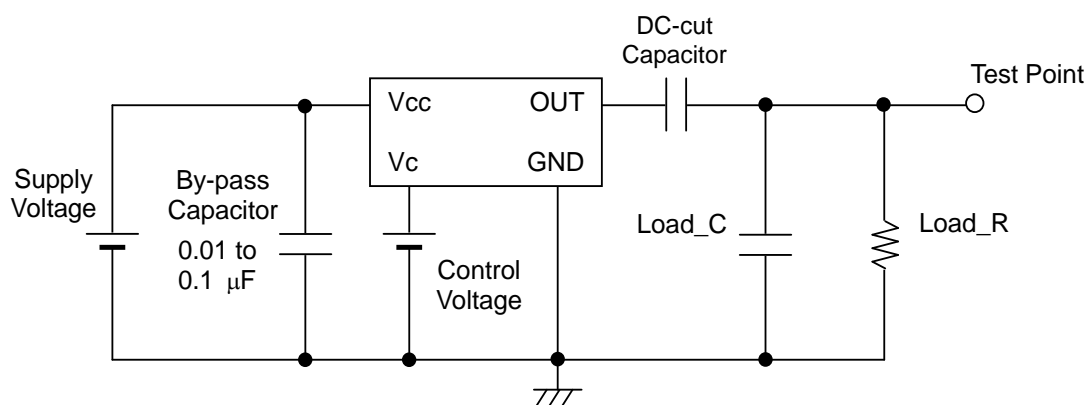 DC-cut
Capacitor
Test Point
Vcc
OUT
Vc
GND
Supply
Voltage
By-pass
Capacitor
0.01 to
0.1 μF
Control
Voltage
Load_C
Load_R